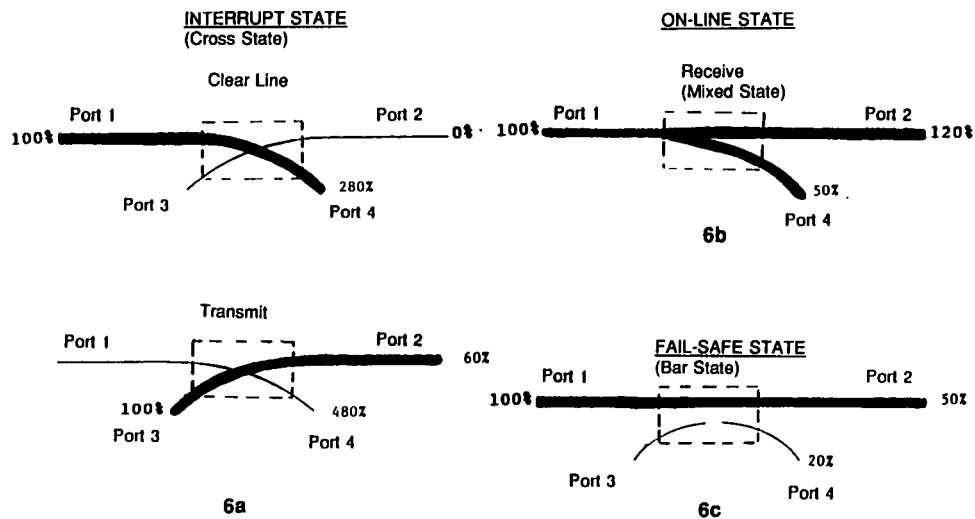 INTERRUPT STATE
(Cross State)
Clear Line
Port 1
Port 2
100%
0%
Port 3
280%
Port 4
ON-LINE STATE
Receive
(Mixed State)
Port 1
Port 2
100%
120%
50%
Port 4
6b
Transmit
Port 1
Port 2
60%
100%
Port 3
480%
Port 4
6a
FAIL-SAFE STATE
(Bar State)
Port 1
Port 2
100%
50%
Port 3
20%
Port 4
6c